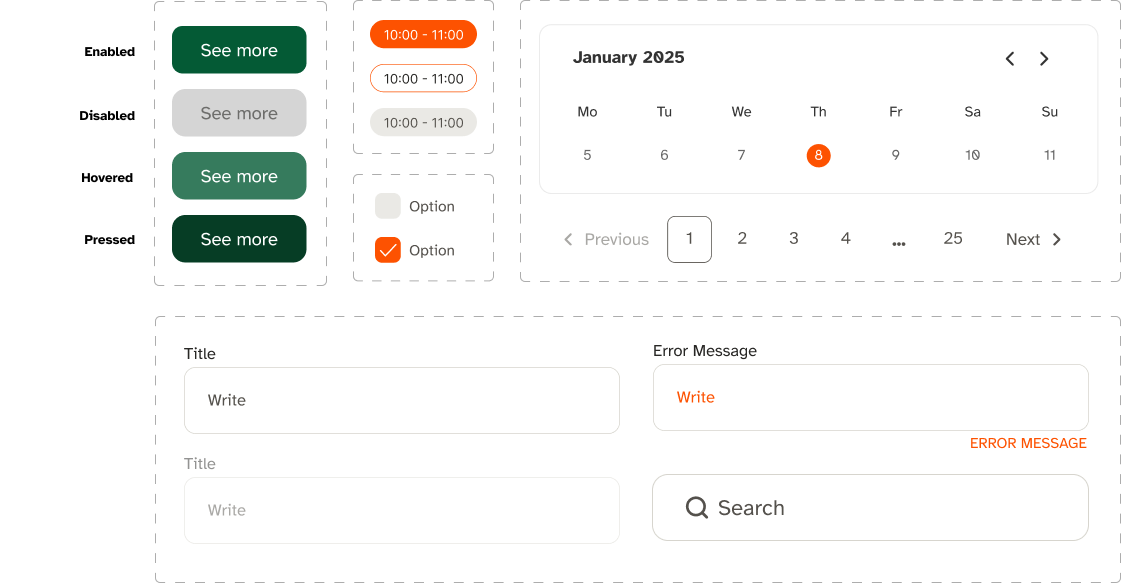 Enabled
See more
Disabled
See more
Hovered
See more
Pressed
See more
10:00 - 11:00
10:00 - 11:00
10:00 - 11:00
Option
Option
January 2025
Mo Tu We Th Fr Sa Su
5 6 7 8 9 10 11
Previous 1 2 3 4 ... 25 Next
Title
Write
Title
Write
Error Message
Write
ERROR MESSAGE
Search